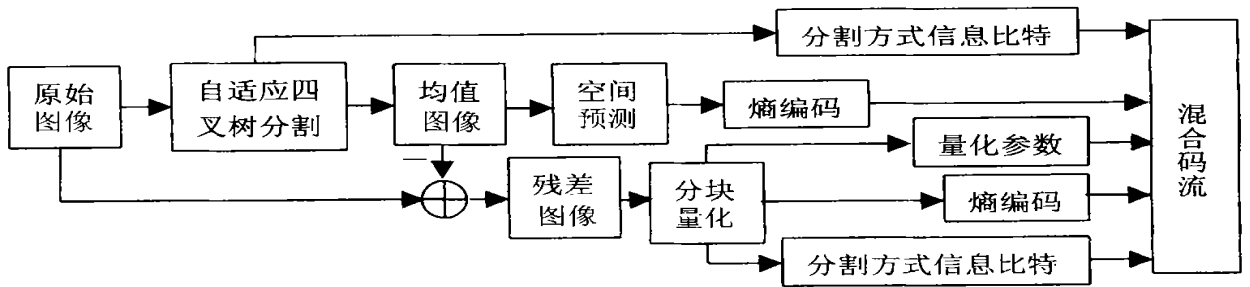 分割方式信息比特
原始
图像
自适应四
叉树分割
均值
图像
空间
预测
熵编码
混合码流
量化参数
残差
图像
分块
量化
熵编码
分割方式信息比特